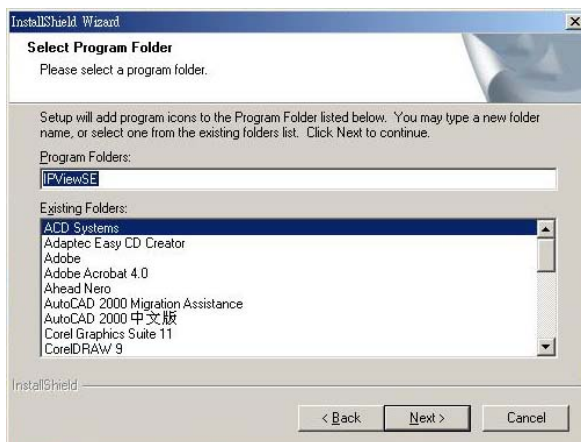 InstallShield Wizard
Select Program Folder
Please select a program folder.
Setup will add program icons to the Program Folder listed below. You may type a new folder
name, or select one from the existing folders list. Click Next to continue.
Program Folders:
IPViewSE
Existing Folders:
ACD Systems
Adaptec Easy CD Creator
Adobe
Adobe Acrobat 4.0
Ahead Nero
AutoCAD 2000 Migration Assistance
AutoCAD 2000 中文版
Corel Graphics Suite 11
CorelDRAW 9
InstallShield
< Back
Next >
Cancel